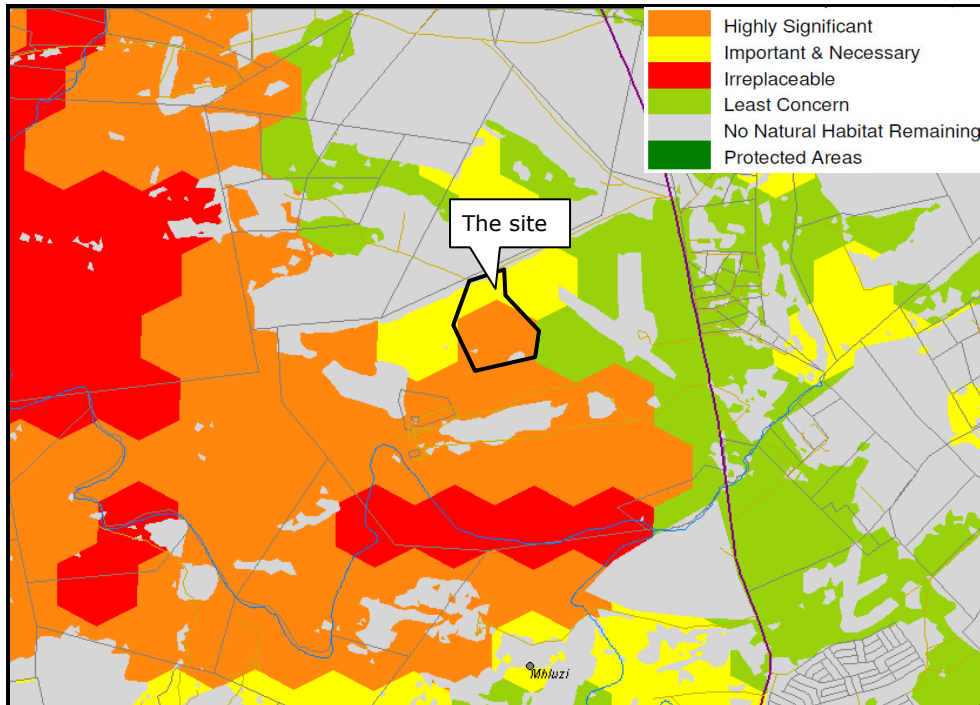 Highly Significant
Important & Necessary
Irreplaceable
Least Concern
No Natural Habitat Remaining
Protected Areas
The site
Mhluzi